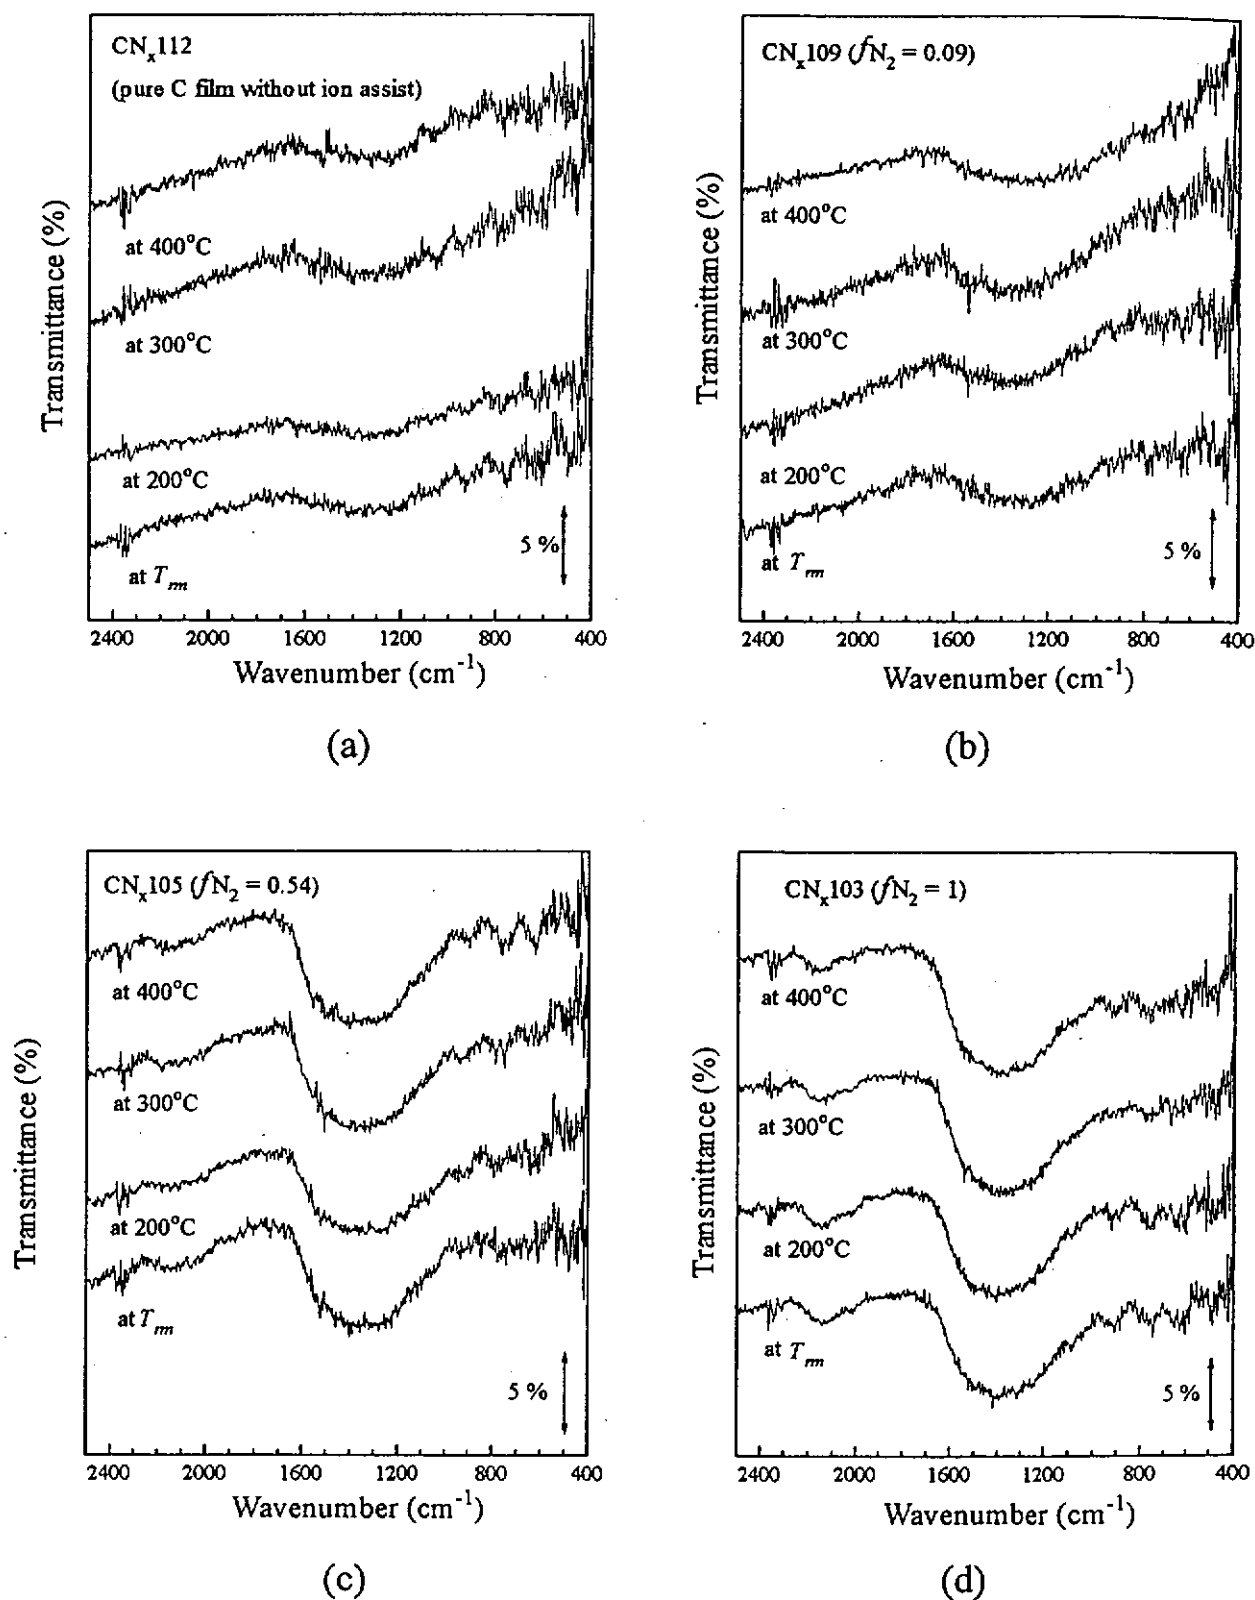 CNₓ112
(pure C film without ion assist)
at 400°C
at 300°C
at 200°C
at Tᵣₘ
5 %
Transmittance (%)
2400 2000 1600 1200 800 400
Wavenumber (cm⁻¹)
(a)
CNₓ109 (fN₂ = 0.09)
at 400°C
at 300°C
at 200°C
at Tᵣₘ
5 %
Transmittance (%)
2400 2000 1600 1200 800 400
Wavenumber (cm⁻¹)
(b)
CNₓ105 (fN₂ = 0.54)
at 400°C
at 300°C
at 200°C
at Tᵣₘ
5 %
Transmittance (%)
2400 2000 1600 1200 800 400
Wavenumber (cm⁻¹)
(c)
CNₓ103 (fN₂ = 1)
at 400°C
at 300°C
at 200°C
at Tᵣₘ
5 %
Transmittance (%)
2400 2000 1600 1200 800 400
Wavenumber (cm⁻¹)
(d)